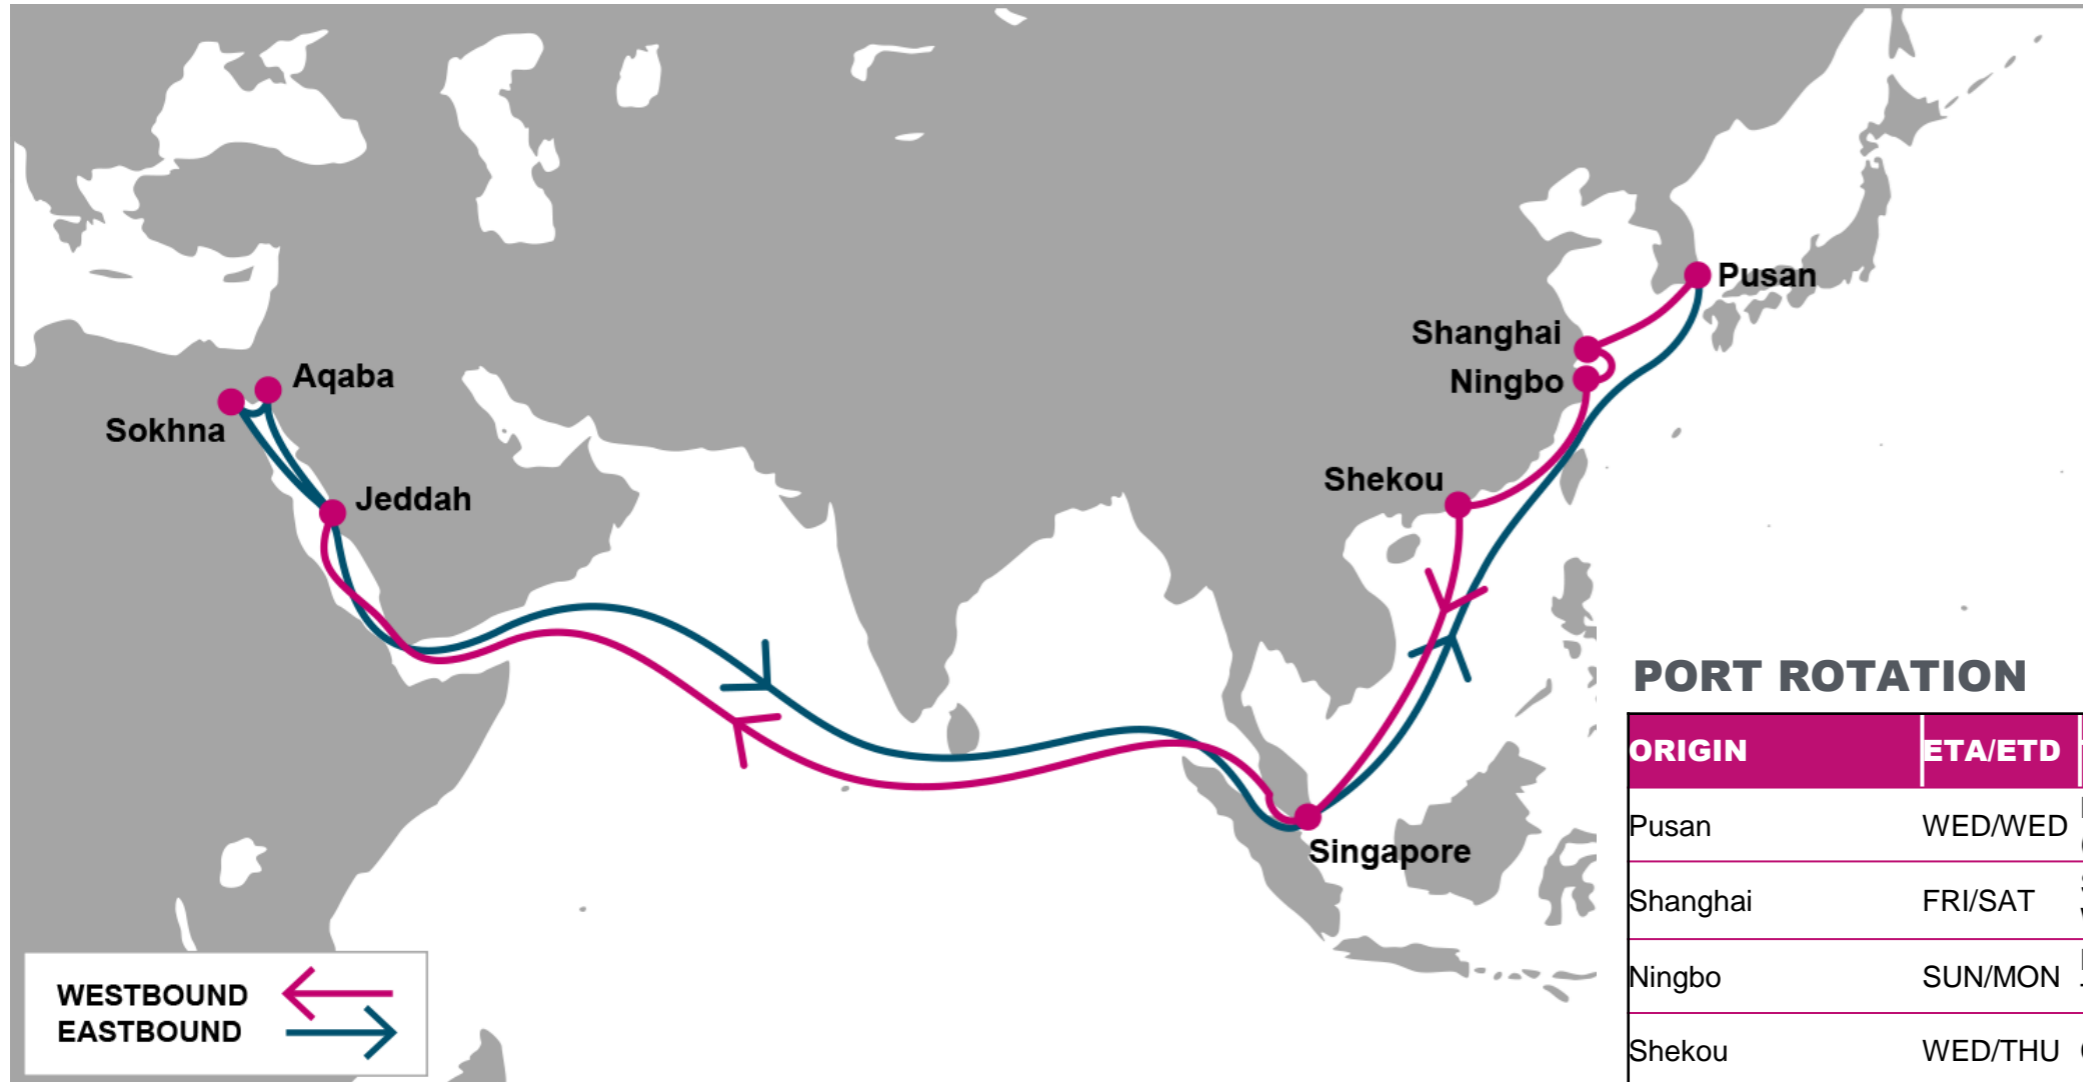 Pusan
Shanghai
Ningbo
Aqaba
Sokhna
Shekou
Jeddah
Singapore
WESTBOUND
EASTBOUND
PORT ROTATION
ORIGIN ETA/ETD
Pusan WED/WED
Shanghai FRI/SAT
Ningbo SUN/MON
Shekou WED/THU